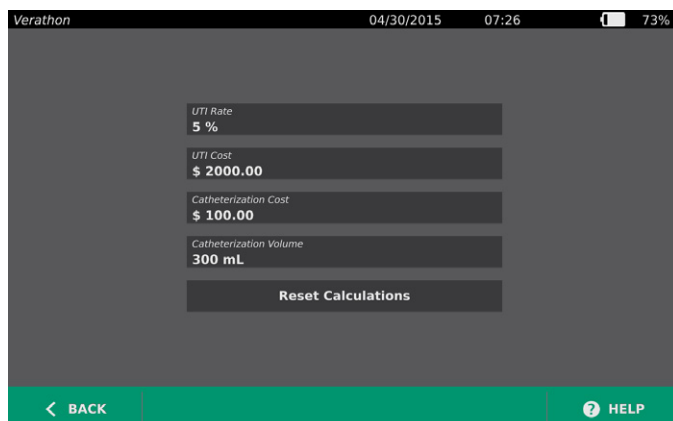 Verathon 04/30/2015 07:26 73%
UTI Rate
5 %
UTI Cost
$ 2000.00
Catheterization Cost
$ 100.00
Catheterization Volume
300 mL
Reset Calculations
BACK ? HELP